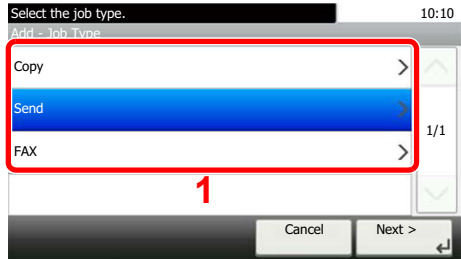 Select the job type.
10:10
Add - Job Type
Copy
Send
1/1
FAX
1
Cancel
Next >